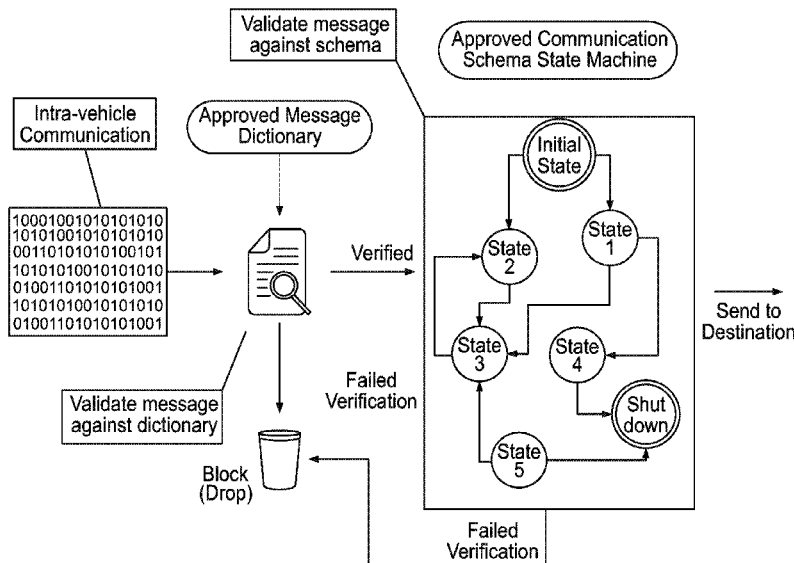 Validate message
against schema
Approved Communication
Schema State Machine
Intra-vehicle
Communication
Approved Message
Dictionary
Initial
State
10001001010101010
10101001010101010
00110101010100101
10101010010101010
01001101010101001
10101010010101010
01001101010101001
Verified
State
2
State
1
Send to
Destination
State
3
State
4
Failed
Verification
Validate message
against dictionary
Shut
down
Block
(Drop)
State
5
Failed
Verification